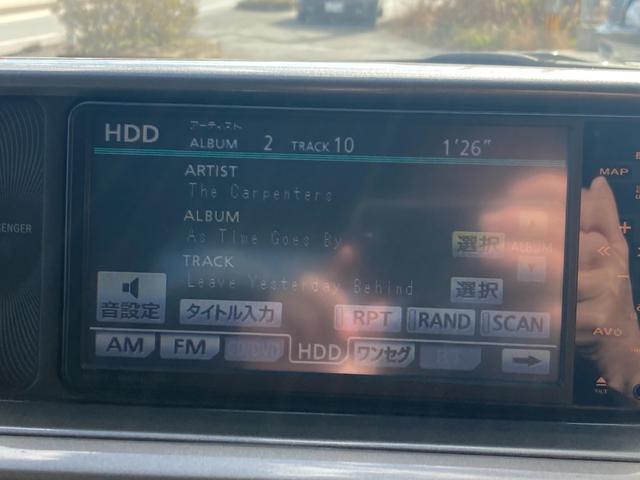 HDD アーティスト
ALBUM 2 TRACK 10 1'26"
ARTIST
The Carpenters
ALBUM
As Time Goes By 選択 ALBUM
TRACK
Leave Yesterday Behind 選択
音設定 タイトル入力 RPT RAND SCAN
AM FM HDD ワンセグ
MAP
AVO
TILT